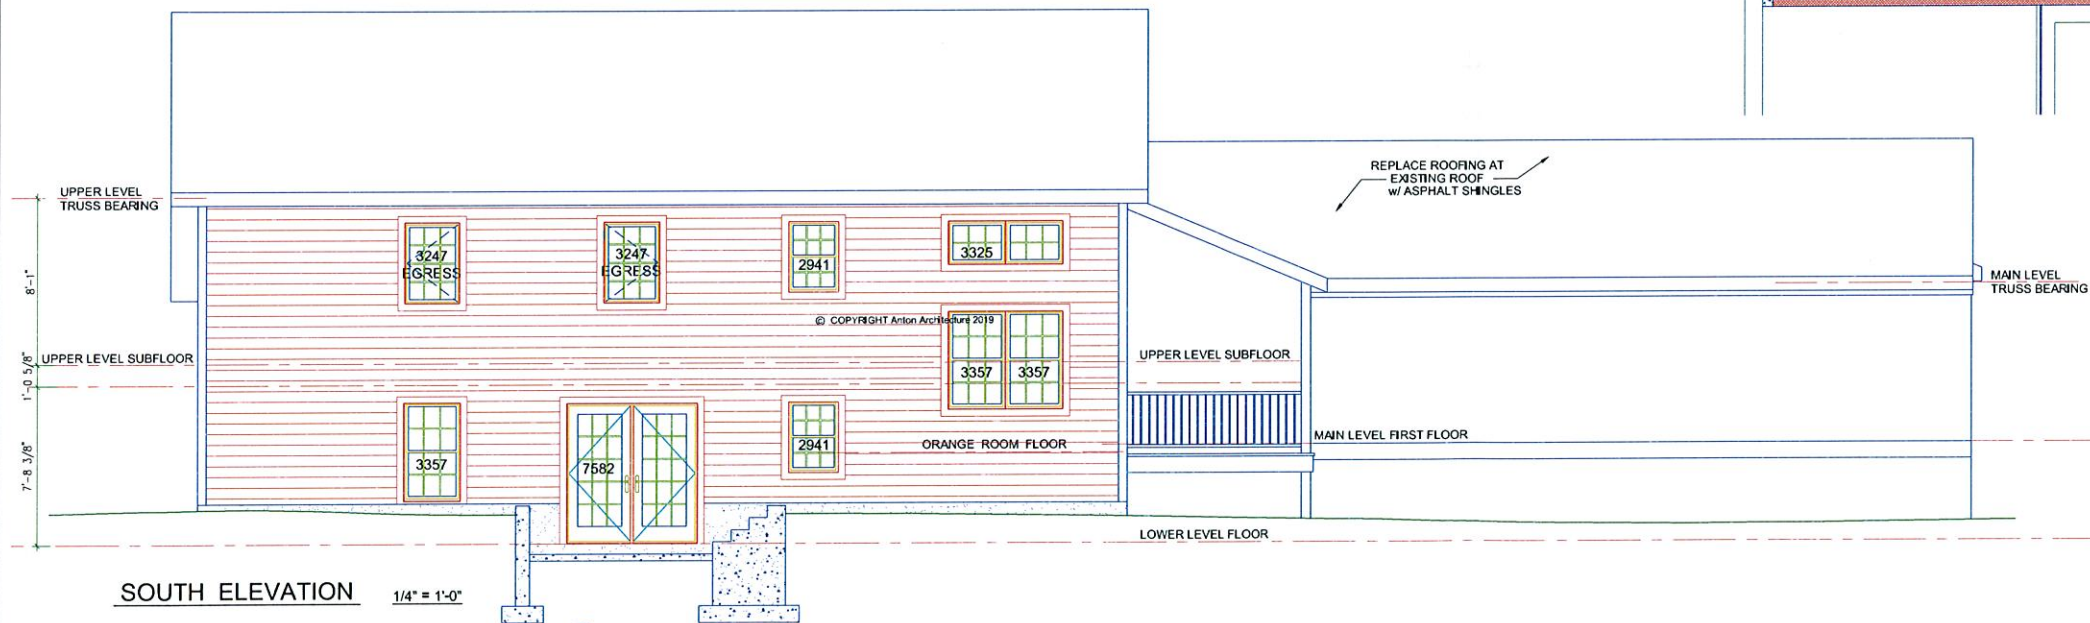 REPLACE ROOFING AT
EXISTING ROOF
w/ ASPHALT SHINGLES
UPPER LEVEL
TRUSS BEARING
3247
EGRESS
3247
EGRESS
2941
3325
MAIN LEVEL
TRUSS BEARING
8'-1"
© COPYRIGHT Anton Architecture 2019
UPPER LEVEL SUBFLOOR
UPPER LEVEL SUBFLOOR
1'-0 5/8"
3357
3357
7'-8 3/8"
3357
7582
2941
ORANGE ROOM FLOOR
MAIN LEVEL FIRST FLOOR
LOWER LEVEL FLOOR
SOUTH ELEVATION
1/4" = 1'-0"